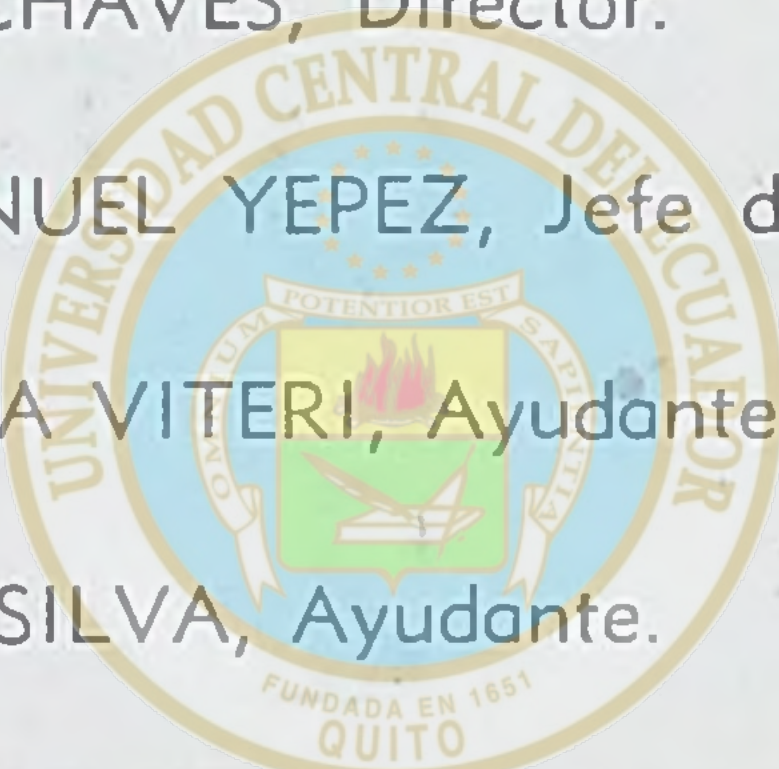 CHAVES, Director.
NUEL YEPEZ, Jefe d
A VITERI, Ayudante
SILVA, Ayudante.
UNIVERSIDAD CENTRAL DEL ECUADOR
OMNIUM POTENTIOR EST SAPIENTIA
FUNDADA EN 1651
QUITO